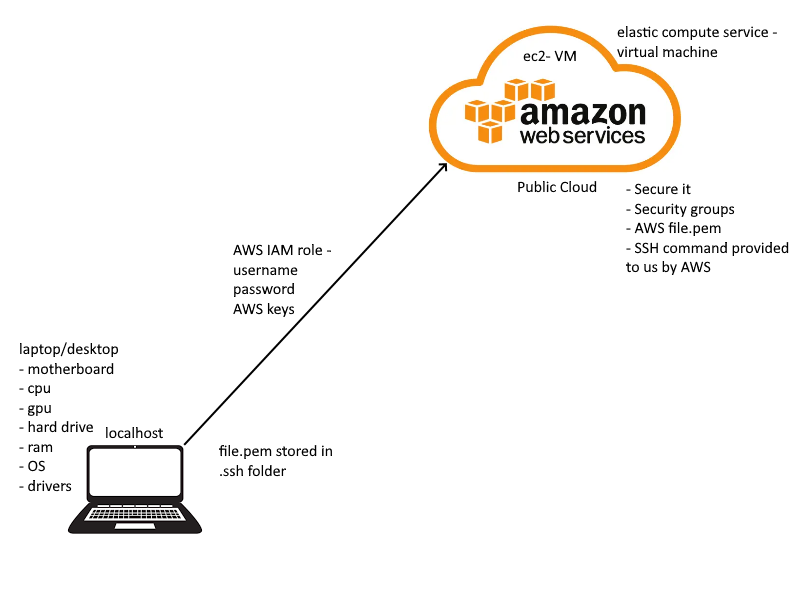 elastic compute service -
virtual machine
ec2- VM
amazon
web services
Public Cloud
- Secure it
- Security groups
- AWS file.pem
- SSH command provided
to us by AWS
AWS IAM role -
username
password
AWS keys
laptop/desktop
- motherboard
- cpu
- gpu
- hard drive
- ram
- OS
- drivers
localhost
file.pem stored in
.ssh folder